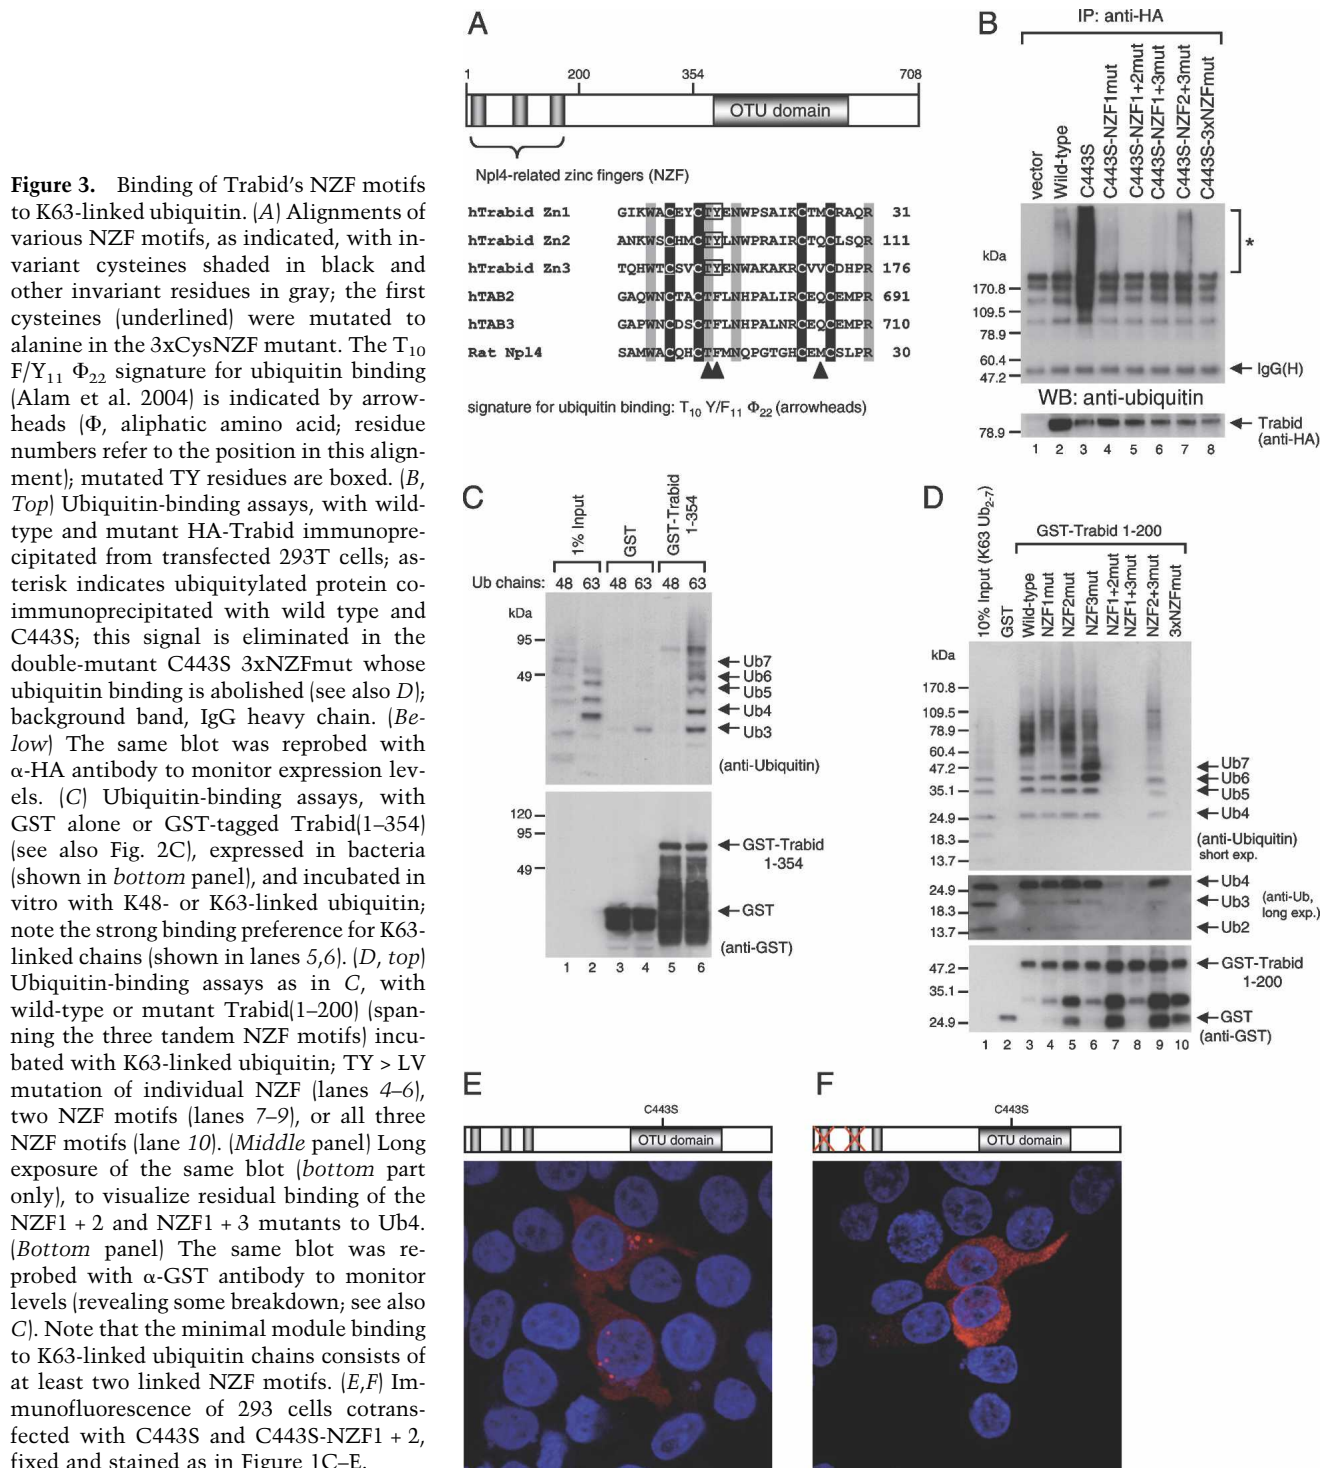 Figure 3. Binding of Trabid's NZF motifs
to K63-linked ubiquitin. (A) Alignments of
various NZF motifs, as indicated, with in-
variant cysteines shaded in black and
other invariant residues in gray; the first
cysteines (underlined) were mutated to
alanine in the 3xCysNZF mutant. The T10
F/Y11 Φ22 signature for ubiquitin binding
(Alam et al. 2004) is indicated by arrow-
heads (Φ, aliphatic amino acid; residue
numbers refer to the position in this align-
ment); mutated TY residues are boxed. (B,
Top) Ubiquitin-binding assays, with wild-
type and mutant HA-Trabid immunopre-
cipitated from transfected 293T cells; as-
terisk indicates ubiquitylated protein co-
immunoprecipitated with wild type and
C443S; this signal is eliminated in the
double-mutant C443S 3xNZFmut whose
ubiquitin binding is abolished (see also D);
background band, IgG heavy chain. (Be-
low) The same blot was reprobed with
α-HA antibody to monitor expression lev-
els. (C) Ubiquitin-binding assays, with
GST alone or GST-tagged Trabid(1–354)
(see also Fig. 2C), expressed in bacteria
(shown in bottom panel), and incubated in
vitro with K48- or K63-linked ubiquitin;
note the strong binding preference for K63-
linked chains (shown in lanes 5,6). (D, top)
Ubiquitin-binding assays as in C, with
wild-type or mutant Trabid(1–200) (span-
ning the three tandem NZF motifs) incu-
bated with K63-linked ubiquitin; TY > LV
mutation of individual NZF (lanes 4–6),
two NZF motifs (lanes 7–9), or all three
NZF motifs (lane 10). (Middle panel) Long
exposure of the same blot (bottom part
only), to visualize residual binding of the
NZF1 + 2 and NZF1 + 3 mutants to Ub4.
(Bottom panel) The same blot was re-
probed with α-GST antibody to monitor
levels (revealing some breakdown; see also
C). Note that the minimal module binding
to K63-linked ubiquitin chains consists of
at least two linked NZF motifs. (E,F) Im-
munofluorescence of 293 cells cotrans-
fected with C443S and C443S-NZF1 + 2,
fixed and stained as in Figure 1C–E.
A
1 200 354 708
OTU domain
Npl4-related zinc fingers (NZF)
hTrabid Zn1 GIKWACEYCTYENWPSAIKCTMCRAQR 31
hTrabid Zn2 ANKWSCHMCTYLNWPRAIRCTQCLSQR 111
hTrabid Zn3 TQHWTCSVCTYENWAKAKRCVVCDHPR 176
hTAB2 GAQWNCTACTFLNHPALIRCEQCEMPR 691
hTAB3 GAPWNCDSCTFLNHPALNRCEQCEMPR 710
Rat Npl4 SAMWACQHCTFMNQPGTGHCEMCSLPR 30
signature for ubiquitin binding: T10 Y/F11 Φ22 (arrowheads)
B
IP: anti-HA
vector
Wild-type
C443S
C443S-NZF1mut
C443S-NZF1+2mut
C443S-NZF1+3mut
C443S-NZF2+3mut
C443S-3xNZFmut
*
kDa
170.8
109.5
78.9
60.4
47.2
IgG(H)
WB: anti-ubiquitin
78.9
Trabid
(anti-HA)
1 2 3 4 5 6 7 8
C
1% Input
GST
GST-Trabid
1-354
Ub chains: 48 63 48 63 48 63
kDa
95
49
Ub7
Ub6
Ub5
Ub4
Ub3
(anti-Ubiquitin)
120
95
49
GST-Trabid
1-354
GST
(anti-GST)
1 2 3 4 5 6
D
10% Input (K63 Ub2-7)
GST
GST-Trabid 1-200
Wild-type
NZF1mut
NZF2mut
NZF3mut
NZF1+2mut
NZF1+3mut
NZF2+3mut
3xNZFmut
kDa
170.8
109.5
78.9
60.4
47.2
35.1
24.9
18.3
13.7
Ub7
Ub6
Ub5
Ub4
(anti-Ubiquitin)
short exp.
24.9
18.3
13.7
Ub4
Ub3
Ub2
(anti-Ub,
long exp.)
47.2
35.1
24.9
GST-Trabid
1-200
GST
(anti-GST)
1 2 3 4 5 6 7 8 9 10
E
C443S
OTU domain
F
C443S
OTU domain